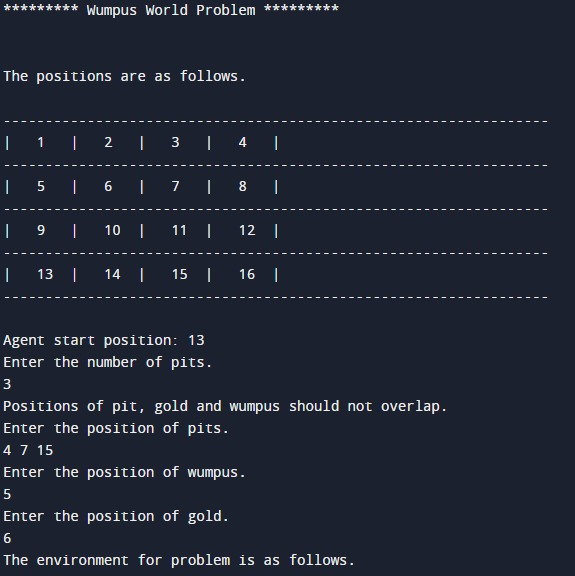 ********* Wumpus World Problem *********
The positions are as follows.
-----------------------------------------------------------------
|   1   |   2   |   3   |   4   |
-----------------------------------------------------------------
|   5   |   6   |   7   |   8   |
-----------------------------------------------------------------
|   9   |   10  |   11  |   12  |
-----------------------------------------------------------------
|   13  |   14  |   15  |   16  |
-----------------------------------------------------------------
Agent start position: 13
Enter the number of pits.
3
Positions of pit, gold and wumpus should not overlap.
Enter the position of pits.
4 7 15
Enter the position of wumpus.
5
Enter the position of gold.
6
The environment for problem is as follows.